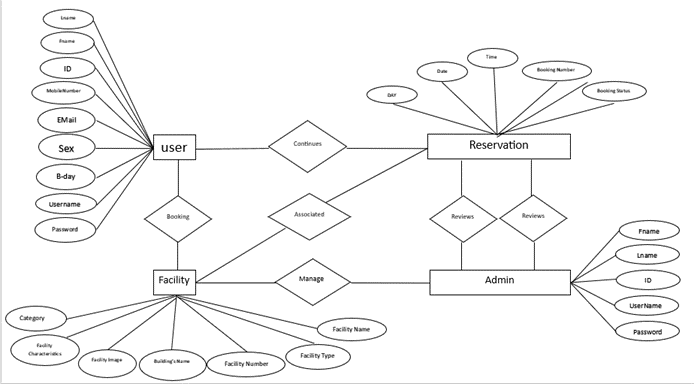 Lname
Fname
ID
MobileNumber
EMail
Sex
B-day
Username
Password
user
Continues
DAY
Date
Time
Booking Number
Booking Status
Reservation
Booking
Associated
Reviews
Reviews
Facility
Manage
Admin
Fname
Lname
ID
UserName
Password
Category
Facility
Characteristics
Facility Image
Building's Name
Facility Number
Facility Type
Facility Name